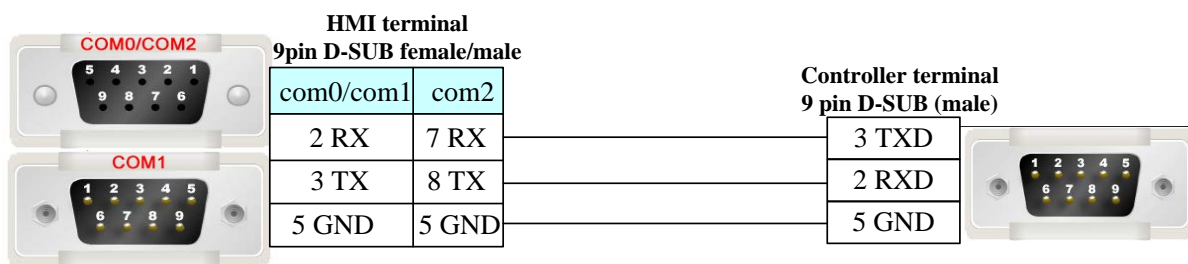 HMI terminal
9pin D-SUB female/male
COM0/COM2
5 4 3 2 1
9 8 7 6
com0/com1 com2
2 RX 7 RX
3 TX 8 TX
5 GND 5 GND
COM1
1 2 3 4 5
6 7 8 9
Controller terminal
9 pin D-SUB (male)
3 TXD
2 RXD
5 GND
1 2 3 4 5
6 7 8 9